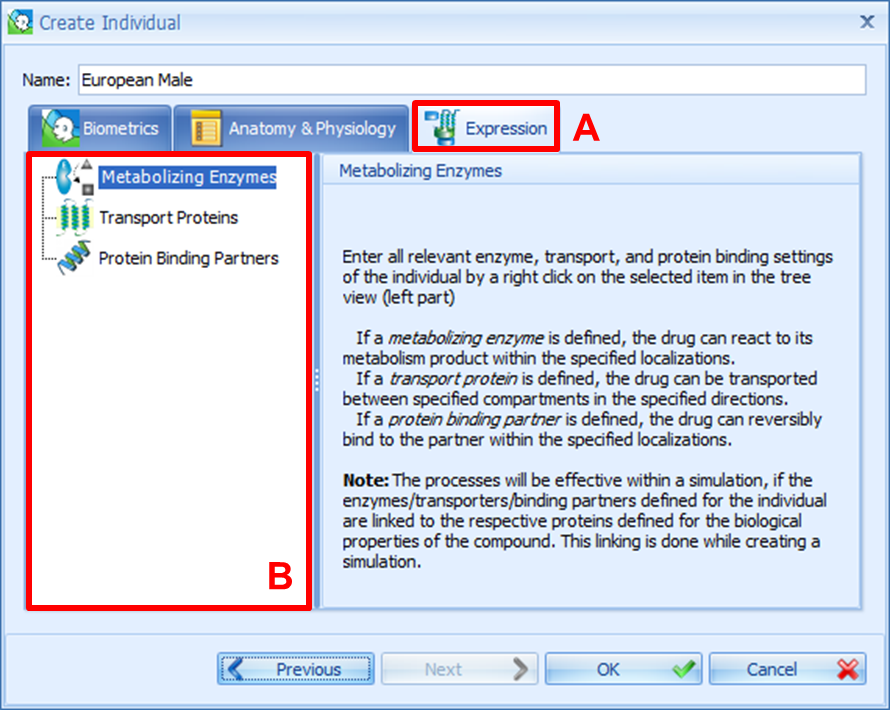 Create Individual
Name: European Male
Biometrics Anatomy & Physiology Expression A
Metabolizing Enzymes
Transport Proteins
Protein Binding Partners
B
Metabolizing Enzymes
Enter all relevant enzyme, transport, and protein binding settings
of the individual by a right click on the selected item in the tree
view (left part)
If a metabolizing enzyme is defined, the drug can react to its
metabolism product within the specified localizations.
If a transport protein is defined, the drug can be transported
between specified compartments in the specified directions.
If a protein binding partner is defined, the drug can reversibly
bind to the partner within the specified localizations.
Note: The processes will be effective within a simulation, if the
enzymes/transporters/binding partners defined for the individual
are linked to the respective proteins defined for the biological
properties of the compound. This linking is done while creating a
simulation.
Previous Next OK Cancel